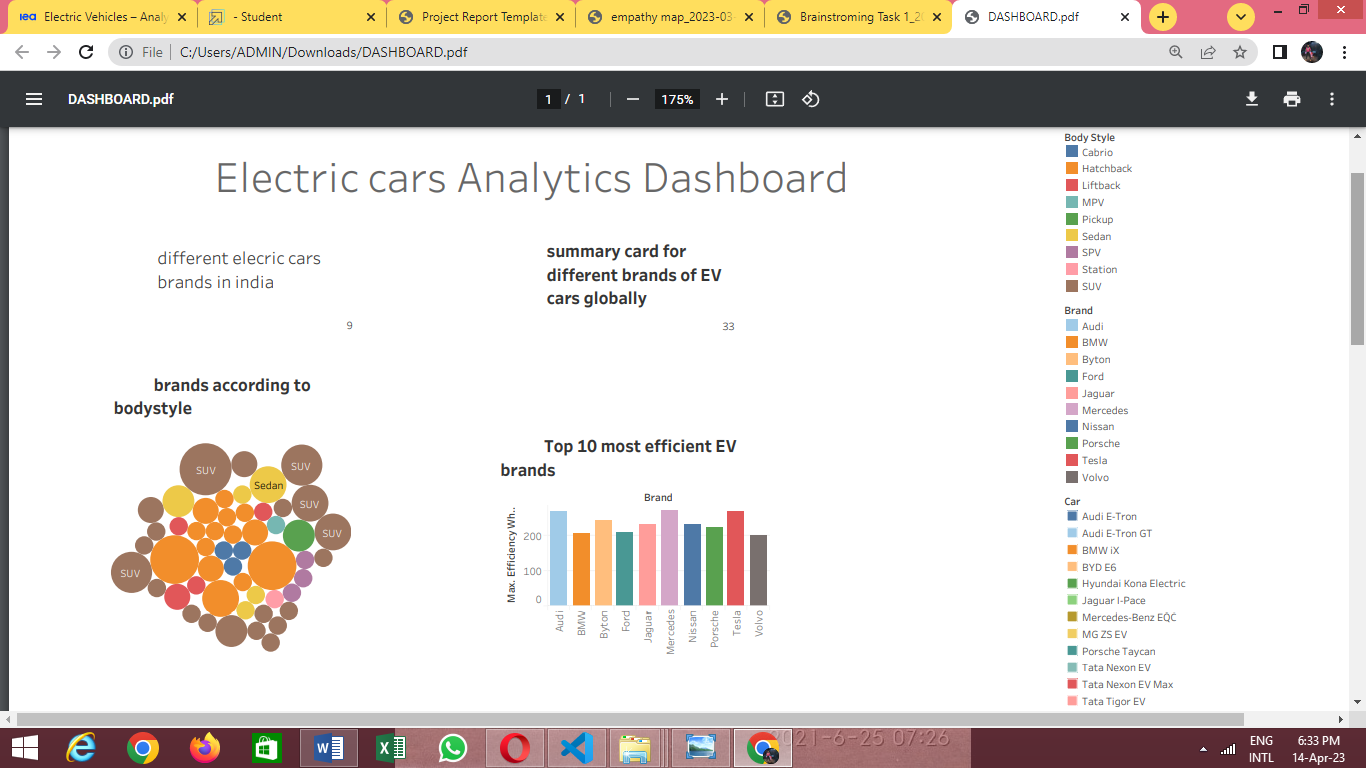 Electric Vehicles – Analy
- Student
Project Report Template
empathy map_2023-03-
Brainstroming Task 1_20
DASHBOARD.pdf
File
C:/Users/ADMIN/Downloads/DASHBOARD.pdf
DASHBOARD.pdf
1 / 1
175%
Electric cars Analytics Dashboard
different elecric cars
brands in india
9
summary card for
different brands of EV
cars globally
33
brands according to
bodystyle
SUV
SUV
Sedan
SUV
SUV
SUV
Top 10 most efficient EV
brands
Brand
Max. Efficiency Wh..
200
100
0
Audi
BMW
Byton
Ford
Jaguar
Mercedes
Nissan
Porsche
Tesla
Volvo
Body Style
Cabrio
Hatchback
Liftback
MPV
Pickup
Sedan
SPV
Station
SUV
Brand
Audi
BMW
Byton
Ford
Jaguar
Mercedes
Nissan
Porsche
Tesla
Volvo
Car
Audi E-Tron
Audi E-Tron GT
BMW iX
BYD E6
Hyundai Kona Electric
Jaguar I-Pace
Mercedes-Benz EQC
MG ZS EV
Porsche Taycan
Tata Nexon EV
Tata Nexon EV Max
Tata Tigor EV
2021-6-25 07:26
ENG
INTL
6:33 PM
14-Apr-23